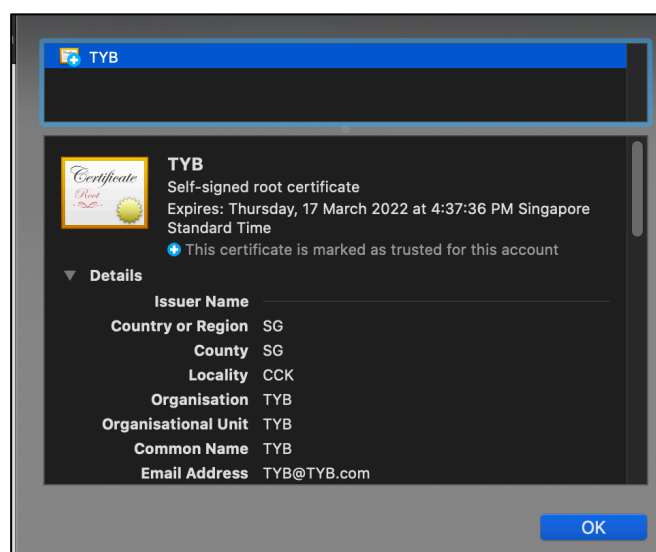 TYB
Certificate
Root
TYB
Self-signed root certificate
Expires: Thursday, 17 March 2022 at 4:37:36 PM Singapore
Standard Time
This certificate is marked as trusted for this account
Details
Issuer Name
Country or Region SG
County SG
Locality CCK
Organisation TYB
Organisational Unit TYB
Common Name TYB
Email Address TYB@TYB.com
OK